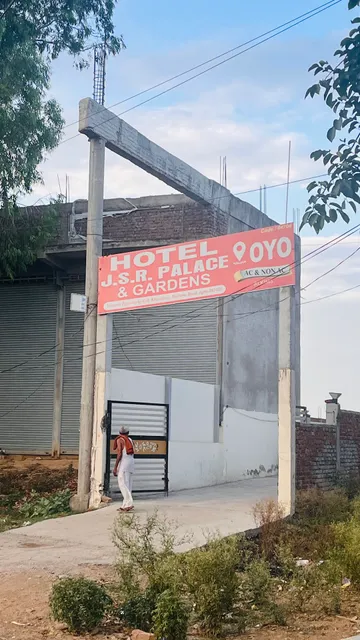 HOTEL
J.S.R. PALACE
& GARDENS
OYO
AC & NON AC